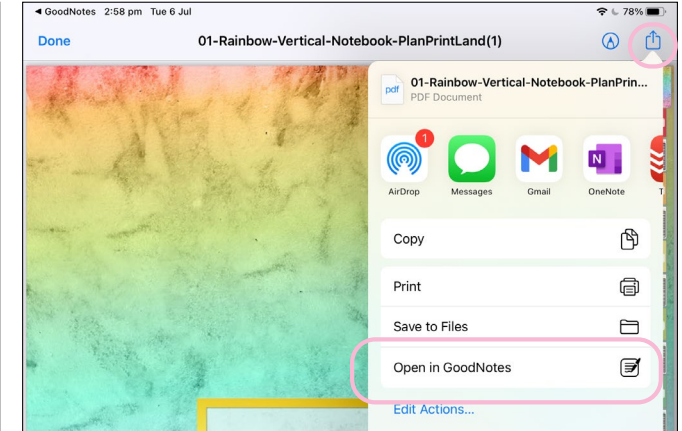 ◀ GoodNotes 2:58 pm Tue 6 Jul 78%
Done 01-Rainbow-Vertical-Notebook-PlanPrintLand(1)
pdf 01-Rainbow-Vertical-Notebook-PlanPrin...
PDF Document
1
N
AirDrop Messages Gmail OneNote T
Copy
Print
Save to Files
Open in GoodNotes
Edit Actions...